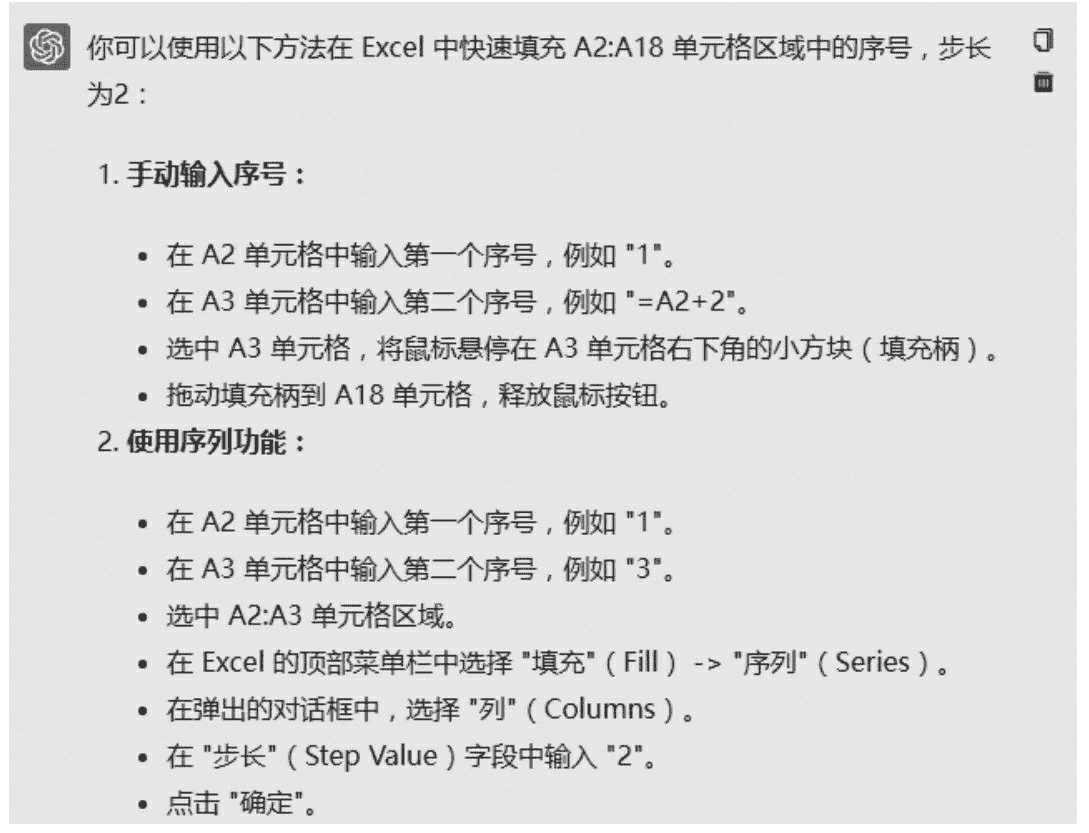 你可以使用以下方法在 Excel 中快速填充 A2:A18 单元格区域中的序号，步长
为2：
1. 手动输入序号：
• 在 A2 单元格中输入第一个序号，例如 "1"。
• 在 A3 单元格中输入第二个序号，例如 "=A2+2"。
• 选中 A3 单元格，将鼠标悬停在 A3 单元格右下角的小方块（填充柄）。
• 拖动填充柄到 A18 单元格，释放鼠标按钮。
2. 使用序列功能：
• 在 A2 单元格中输入第一个序号，例如 "1"。
• 在 A3 单元格中输入第二个序号，例如 "3"。
• 选中 A2:A3 单元格区域。
• 在 Excel 的顶部菜单栏中选择 "填充"（Fill） -> "序列"（Series）。
• 在弹出的对话框中，选择 "列"（Columns）。
• 在 "步长"（Step Value）字段中输入 "2"。
• 点击 "确定"。